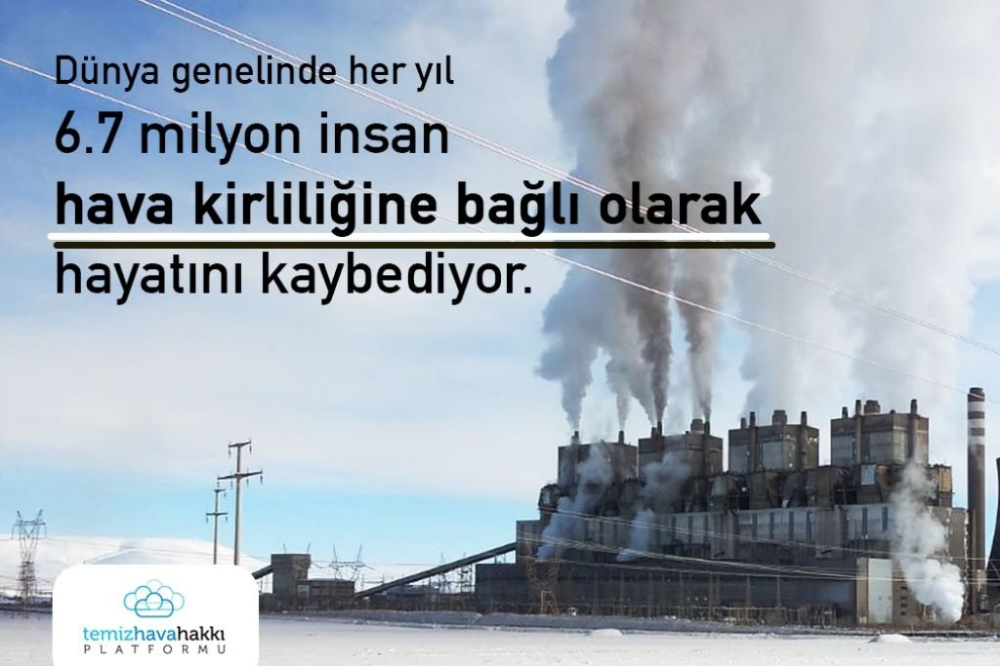 Dünya genelinde her yıl
6.7 milyon insan
hava kirliliğine bağlı olarak
hayatını kaybediyor.
temizhavahakkı
PLATFORMU